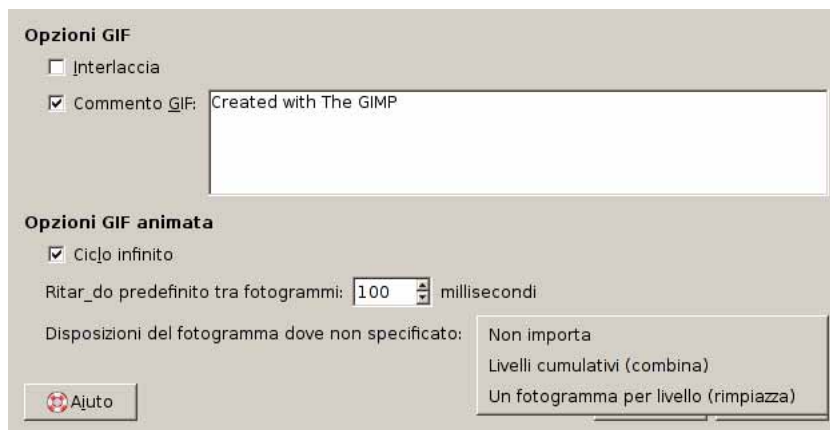 Opzioni GIF
Interlaccia
Commento GIF: Created with The GIMP
Opzioni GIF animata
Ciclo infinito
Ritar_do predefinito tra fotogrammi: 100 millisecondi
Disposizioni del fotogramma dove non specificato:
Non importa
Livelli cumulativi (combina)
Un fotogramma per livello (rimpiazza)
Aiuto